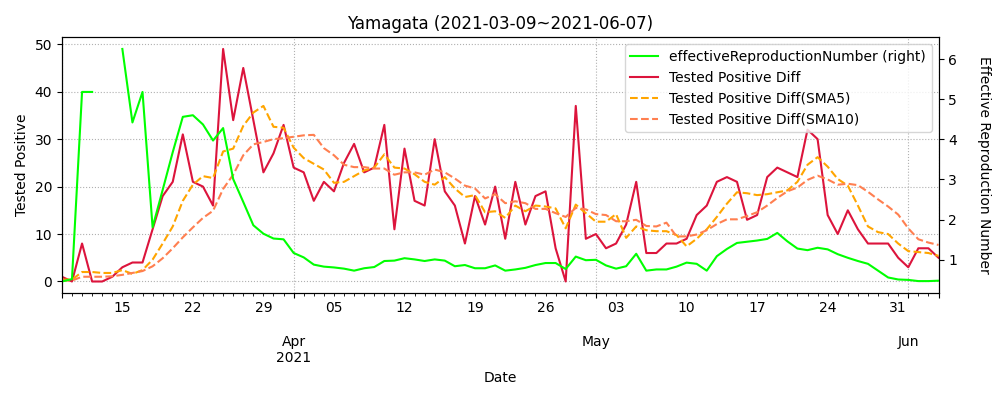 Yamagata (2021-03-09~2021-06-07)
effectiveReproductionNumber (right)
Tested Positive Diff
Tested Positive Diff(SMA5)
Tested Positive Diff(SMA10)
Tested Positive
50
40
30
20
10
0
6
5
4
3
2
1
Effective Reproduction Number
15 22 29 05 12 19 26 03 10 17 24 31
Apr May Jun
2021
Date